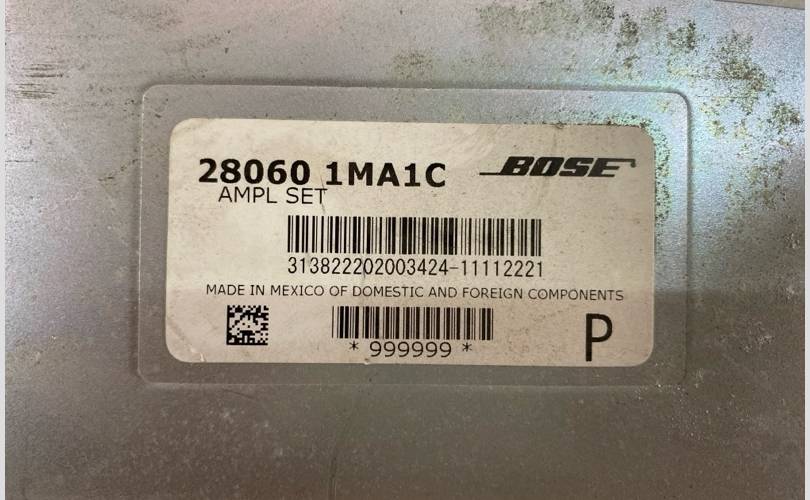 28060 1MA1C BOSE
AMPL SET
313822202003424-11112221
MADE IN MEXICO OF DOMESTIC AND FOREIGN COMPONENTS
* 999999 *
P